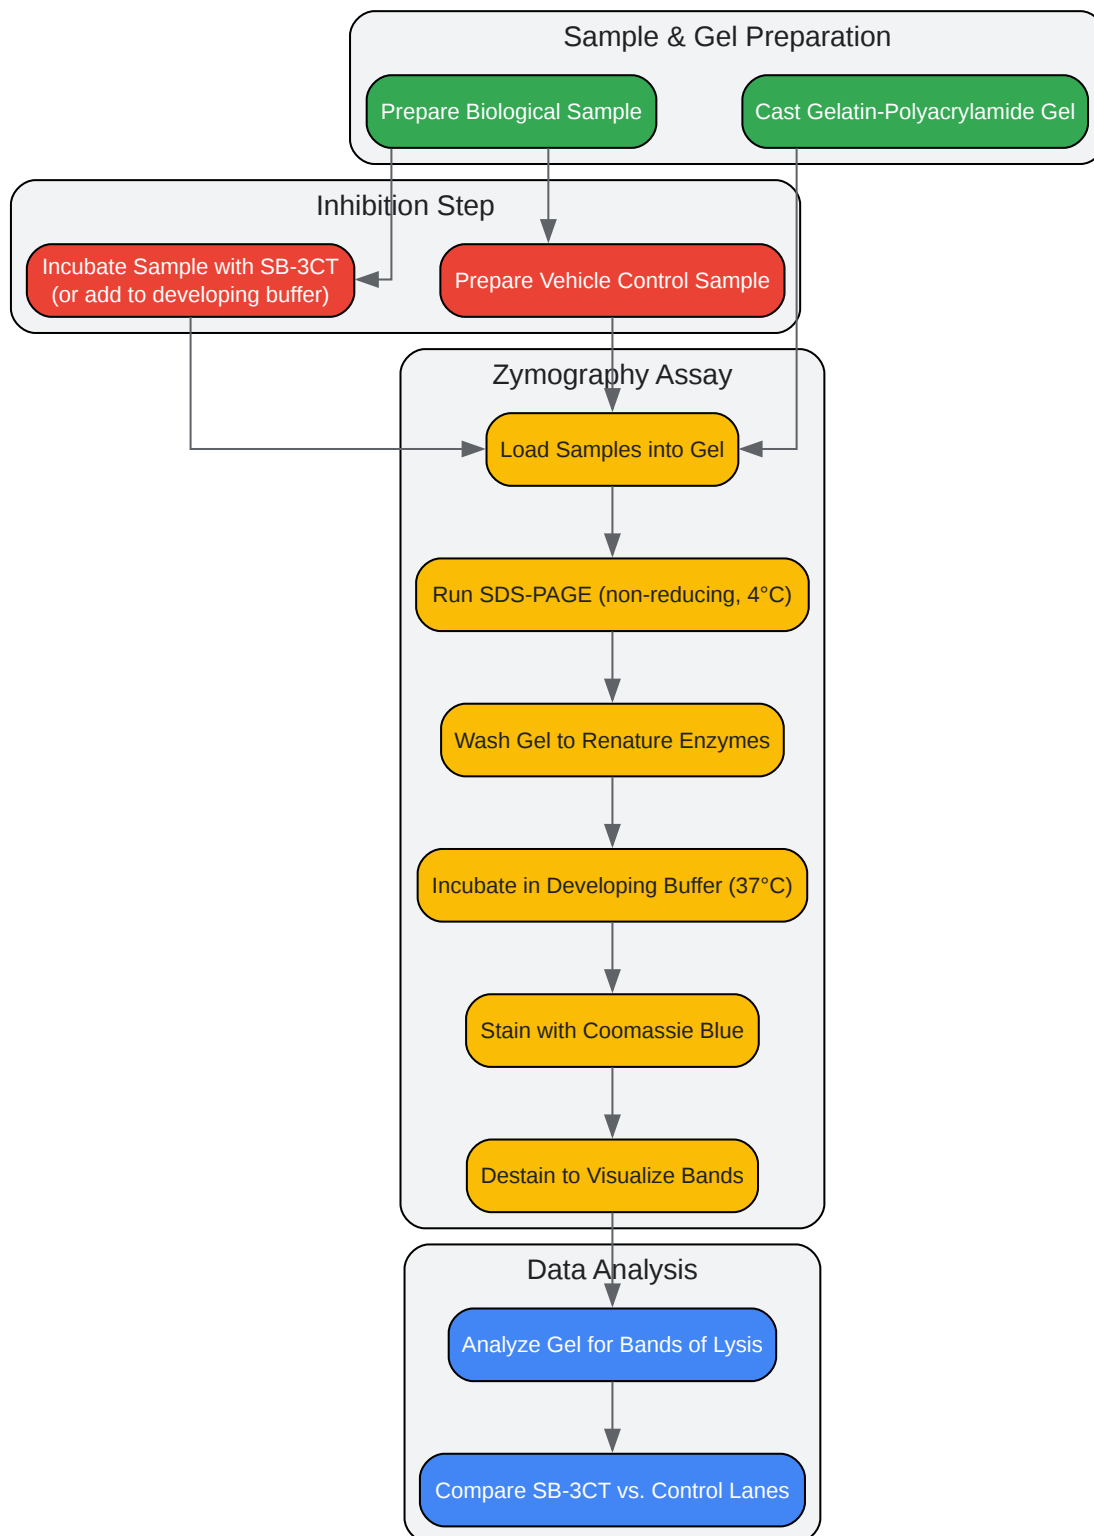 Sample & Gel Preparation
Prepare Biological Sample
Cast Gelatin-Polyacrylamide Gel
Inhibition Step
Incubate Sample with SB-3CT
(or add to developing buffer)
Prepare Vehicle Control Sample
Zymography Assay
Load Samples into Gel
Run SDS-PAGE (non-reducing, 4°C)
Wash Gel to Renature Enzymes
Incubate in Developing Buffer (37°C)
Stain with Coomassie Blue
Destain to Visualize Bands
Data Analysis
Analyze Gel for Bands of Lysis
Compare SB-3CT vs. Control Lanes